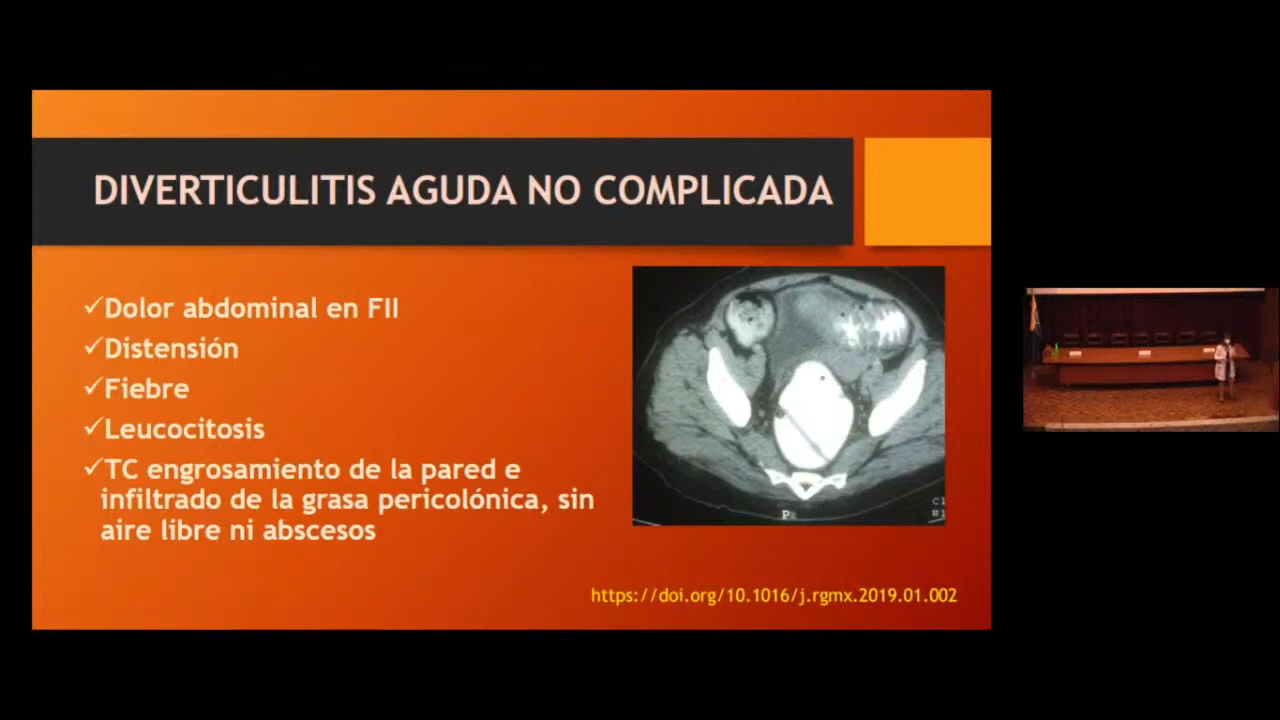 DIVERTICULITIS AGUDA NO COMPLICADA
✓Dolor abdominal en FII
✓Distensión
✓Fiebre
✓Leucocitosis
✓TC engrosamiento de la pared e
infiltrado de la grasa pericolónica, sin
aire libre ni abscesos
https://doi.org/10.1016/j.rgmx.2019.01.002